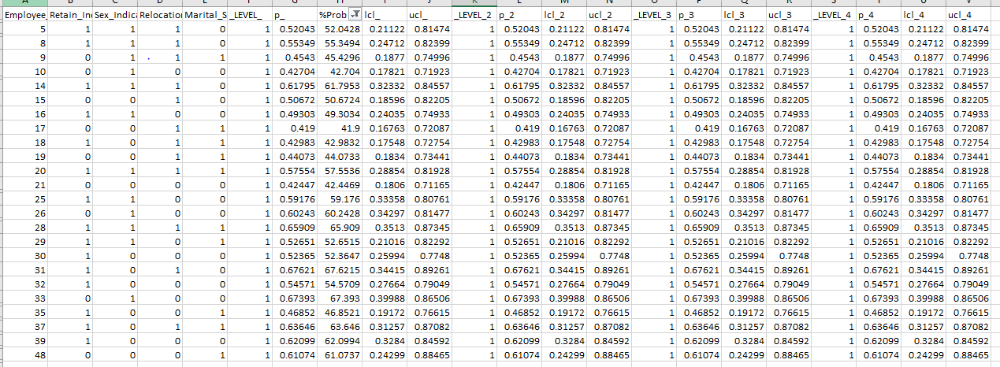 A B C D E F G H I J K L M N O P Q R S T U V
Employee_ Retain_Ind Sex_Indica Relocation Marital_S _LEVEL_ p_ %Prob lcl_ ucl_ _LEVEL_2 p_2 lcl_2 ucl_2 _LEVEL_3 p_3 lcl_3 ucl_3 _LEVEL_4 p_4 lcl_4 ucl_4
5 1 1 1 0 1 0.52043 52.0428 0.21122 0.81474 1 0.52043 0.21122 0.81474 1 0.52043 0.21122 0.81474 1 0.52043 0.21122 0.81474
8 1 1 1 0 1 0.55349 55.3494 0.24712 0.82399 1 0.55349 0.24712 0.82399 1 0.55349 0.24712 0.82399 1 0.55349 0.24712 0.82399
9 0 1 1 1 1 0.4543 45.4296 0.1877 0.74996 1 0.4543 0.1877 0.74996 1 0.4543 0.1877 0.74996 1 0.4543 0.1877 0.74996
10 0 1 0 0 1 0.42704 42.704 0.17821 0.71923 1 0.42704 0.17821 0.71923 1 0.42704 0.17821 0.71923 1 0.42704 0.17821 0.71923
14 1 1 1 0 1 0.61795 61.7953 0.32332 0.84557 1 0.61795 0.32332 0.84557 1 0.61795 0.32332 0.84557 1 0.61795 0.32332 0.84557
15 0 0 1 0 1 0.50672 50.6724 0.18596 0.82205 1 0.50672 0.18596 0.82205 1 0.50672 0.18596 0.82205 1 0.50672 0.18596 0.82205
16 1 1 0 0 1 0.49303 49.3034 0.24035 0.74933 1 0.49303 0.24035 0.74933 1 0.49303 0.24035 0.74933 1 0.49303 0.24035 0.74933
17 0 0 1 1 1 0.419 41.9 0.16763 0.72087 1 0.419 0.16763 0.72087 1 0.419 0.16763 0.72087 1 0.419 0.16763 0.72087
18 1 0 1 1 1 0.42983 42.9832 0.17548 0.72754 1 0.42983 0.17548 0.72754 1 0.42983 0.17548 0.72754 1 0.42983 0.17548 0.72754
19 0 0 1 0 1 0.44073 44.0733 0.1834 0.73441 1 0.44073 0.1834 0.73441 1 0.44073 0.1834 0.73441 1 0.44073 0.1834 0.73441
20 1 1 1 1 1 0.57554 57.5536 0.28854 0.81928 1 0.57554 0.28854 0.81928 1 0.57554 0.28854 0.81928 1 0.57554 0.28854 0.81928
21 0 0 0 0 1 0.42447 42.4469 0.1806 0.71165 1 0.42447 0.1806 0.71165 1 0.42447 0.1806 0.71165 1 0.42447 0.1806 0.71165
25 1 1 0 0 1 0.59176 59.176 0.33358 0.80761 1 0.59176 0.33358 0.80761 1 0.59176 0.33358 0.80761 1 0.59176 0.33358 0.80761
26 0 1 0 0 1 0.60243 60.2428 0.34297 0.81477 1 0.60243 0.34297 0.81477 1 0.60243 0.34297 0.81477 1 0.60243 0.34297 0.81477
28 1 1 1 1 1 0.65909 65.909 0.3513 0.87345 1 0.65909 0.3513 0.87345 1 0.65909 0.3513 0.87345 1 0.65909 0.3513 0.87345
29 1 1 0 1 1 0.52651 52.6515 0.21016 0.82292 1 0.52651 0.21016 0.82292 1 0.52651 0.21016 0.82292 1 0.52651 0.21016 0.82292
30 1 0 0 0 1 0.52365 52.3647 0.25994 0.7748 1 0.52365 0.25994 0.7748 1 0.52365 0.25994 0.7748 1 0.52365 0.25994 0.7748
31 1 0 1 0 1 0.67621 67.6215 0.34415 0.89261 1 0.67621 0.34415 0.89261 1 0.67621 0.34415 0.89261 1 0.67621 0.34415 0.89261
32 1 1 0 0 1 0.54571 54.5709 0.27664 0.79049 1 0.54571 0.27664 0.79049 1 0.54571 0.27664 0.79049 1 0.54571 0.27664 0.79049
33 0 1 0 0 1 0.67393 67.393 0.39988 0.86506 1 0.67393 0.39988 0.86506 1 0.67393 0.39988 0.86506 1 0.67393 0.39988 0.86506
35 1 0 0 0 1 0.46852 46.8521 0.19172 0.76615 1 0.46852 0.19172 0.76615 1 0.46852 0.19172 0.76615 1 0.46852 0.19172 0.76615
37 1 0 1 1 1 0.63646 63.646 0.31257 0.87082 1 0.63646 0.31257 0.87082 1 0.63646 0.31257 0.87082 1 0.63646 0.31257 0.87082
39 1 0 0 0 1 0.62099 62.0994 0.3284 0.84592 1 0.62099 0.3284 0.84592 1 0.62099 0.3284 0.84592 1 0.62099 0.3284 0.84592
48 0 0 0 1 1 0.61074 61.0737 0.24299 0.88465 1 0.61074 0.24299 0.88465 1 0.61074 0.24299 0.88465 1 0.61074 0.24299 0.88465